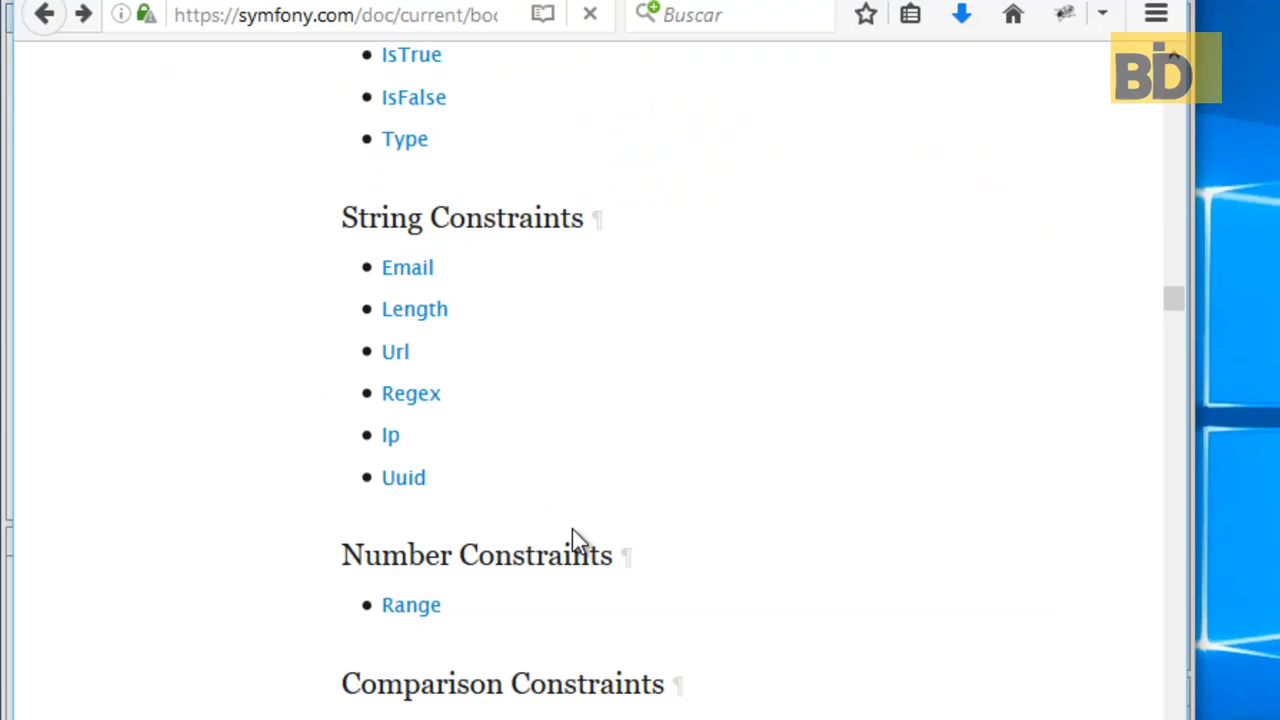 https://symfony.com/doc/current/boo
Buscar
BD
IsTrue
IsFalse
Type
String Constraints ¶
Email
Length
Url
Regex
Ip
Uuid
Number Constraints ¶
Range
Comparison Constraints ¶